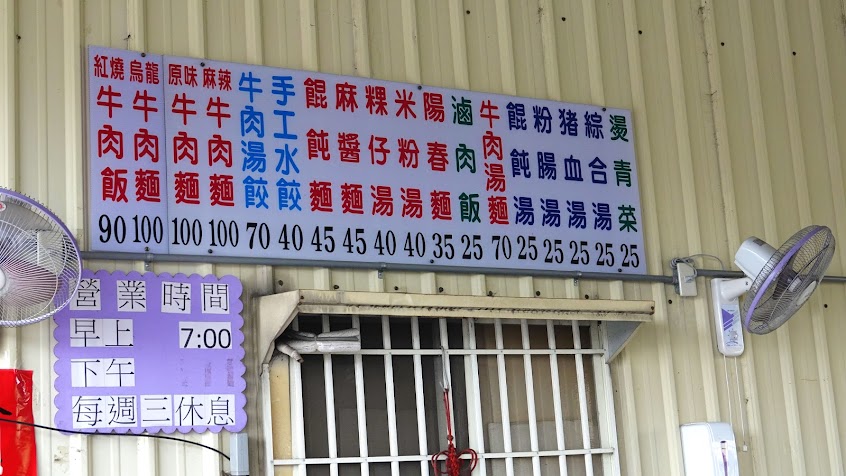 紅燒牛肉飯 90
烏龍牛肉麵 100
原味牛肉麵 100
麻辣牛肉麵 100
牛肉湯餃 70
手工水餃 40
餛飩麵 45
麻醬麵 45
粿仔湯 40
米粉湯 40
陽春麵 35
滷肉飯 25
牛肉湯麵 70
餛飩湯 25
粉腸湯 25
豬血湯 25
綜合湯 25
燙青菜 25
營業時間
早上 7:00
下午
每週三休息